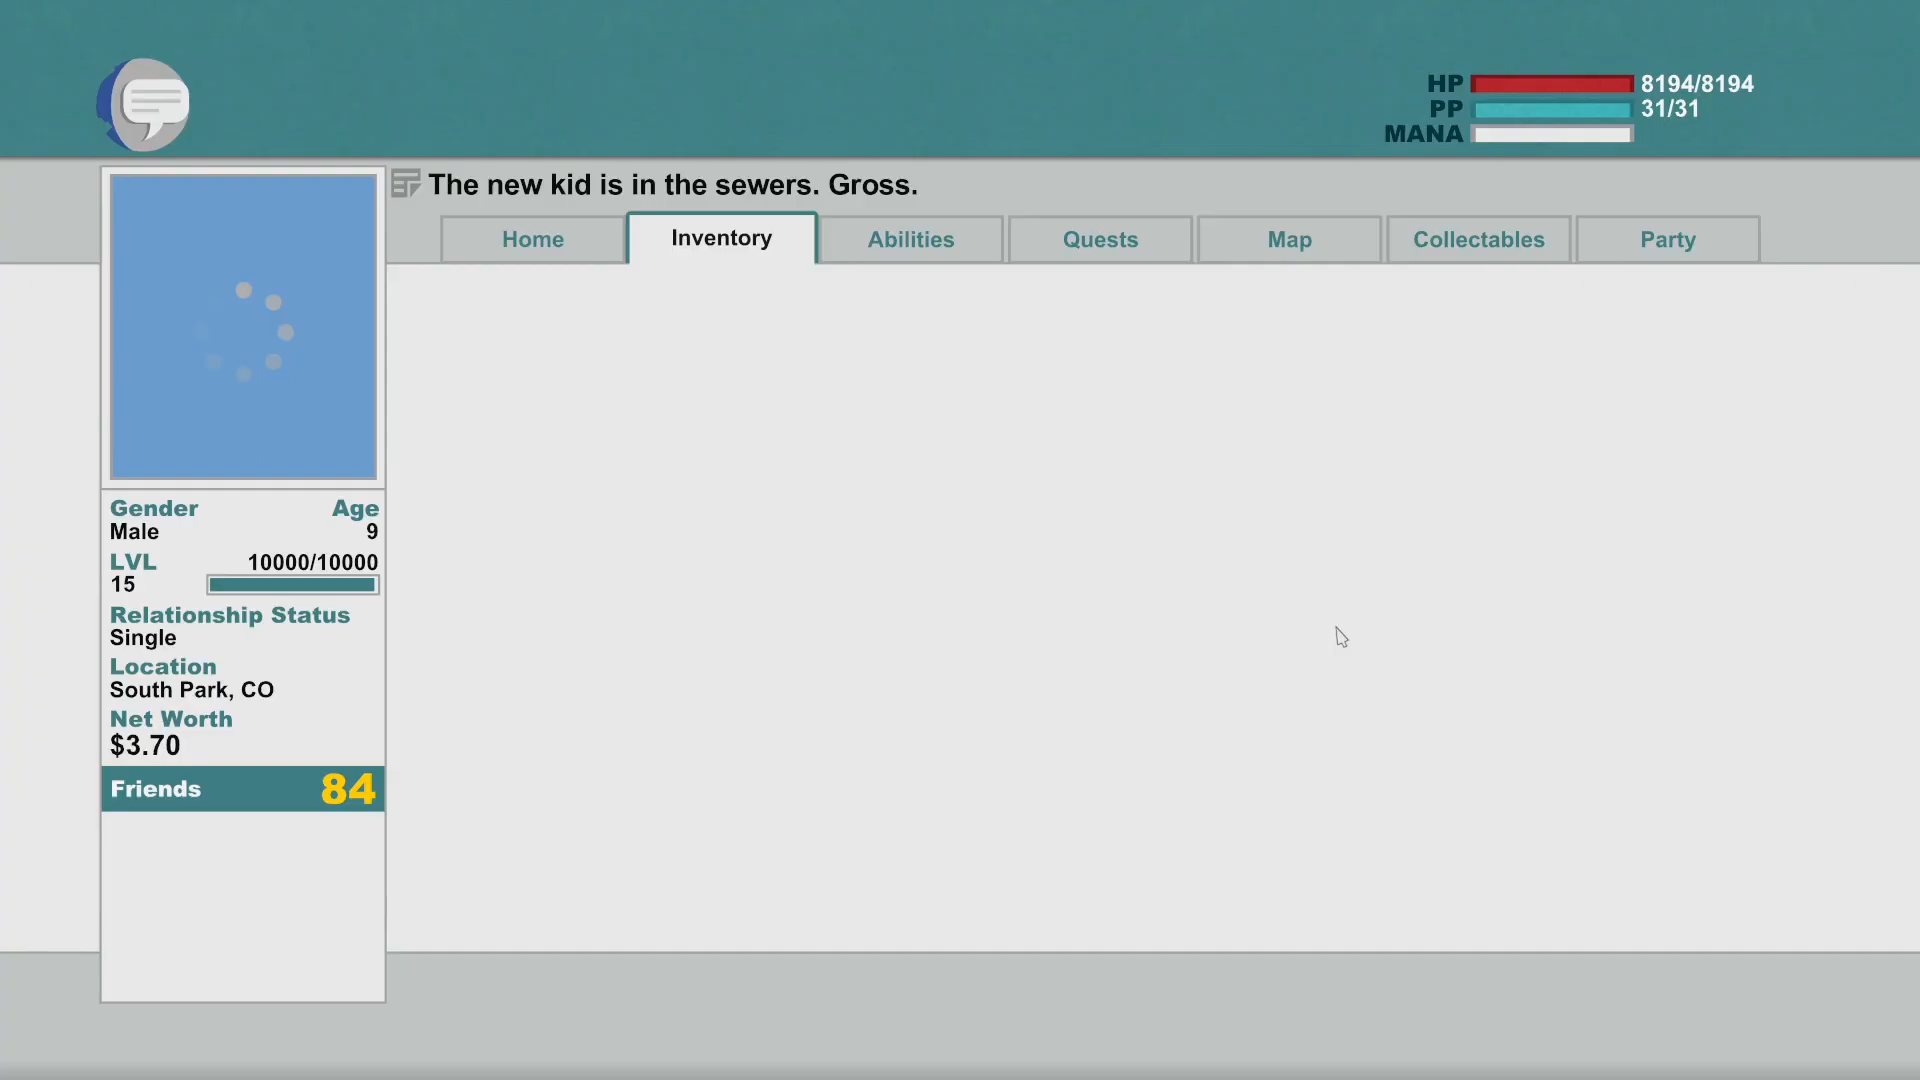 HP 8194/8194
PP 31/31
MANA
The new kid is in the sewers. Gross.
Home Inventory Abilities Quests Map Collectables Party
Gender Age
Male 9
LVL 10000/10000
15
Relationship Status
Single
Location
South Park, CO
Net Worth
$3.70
Friends 84